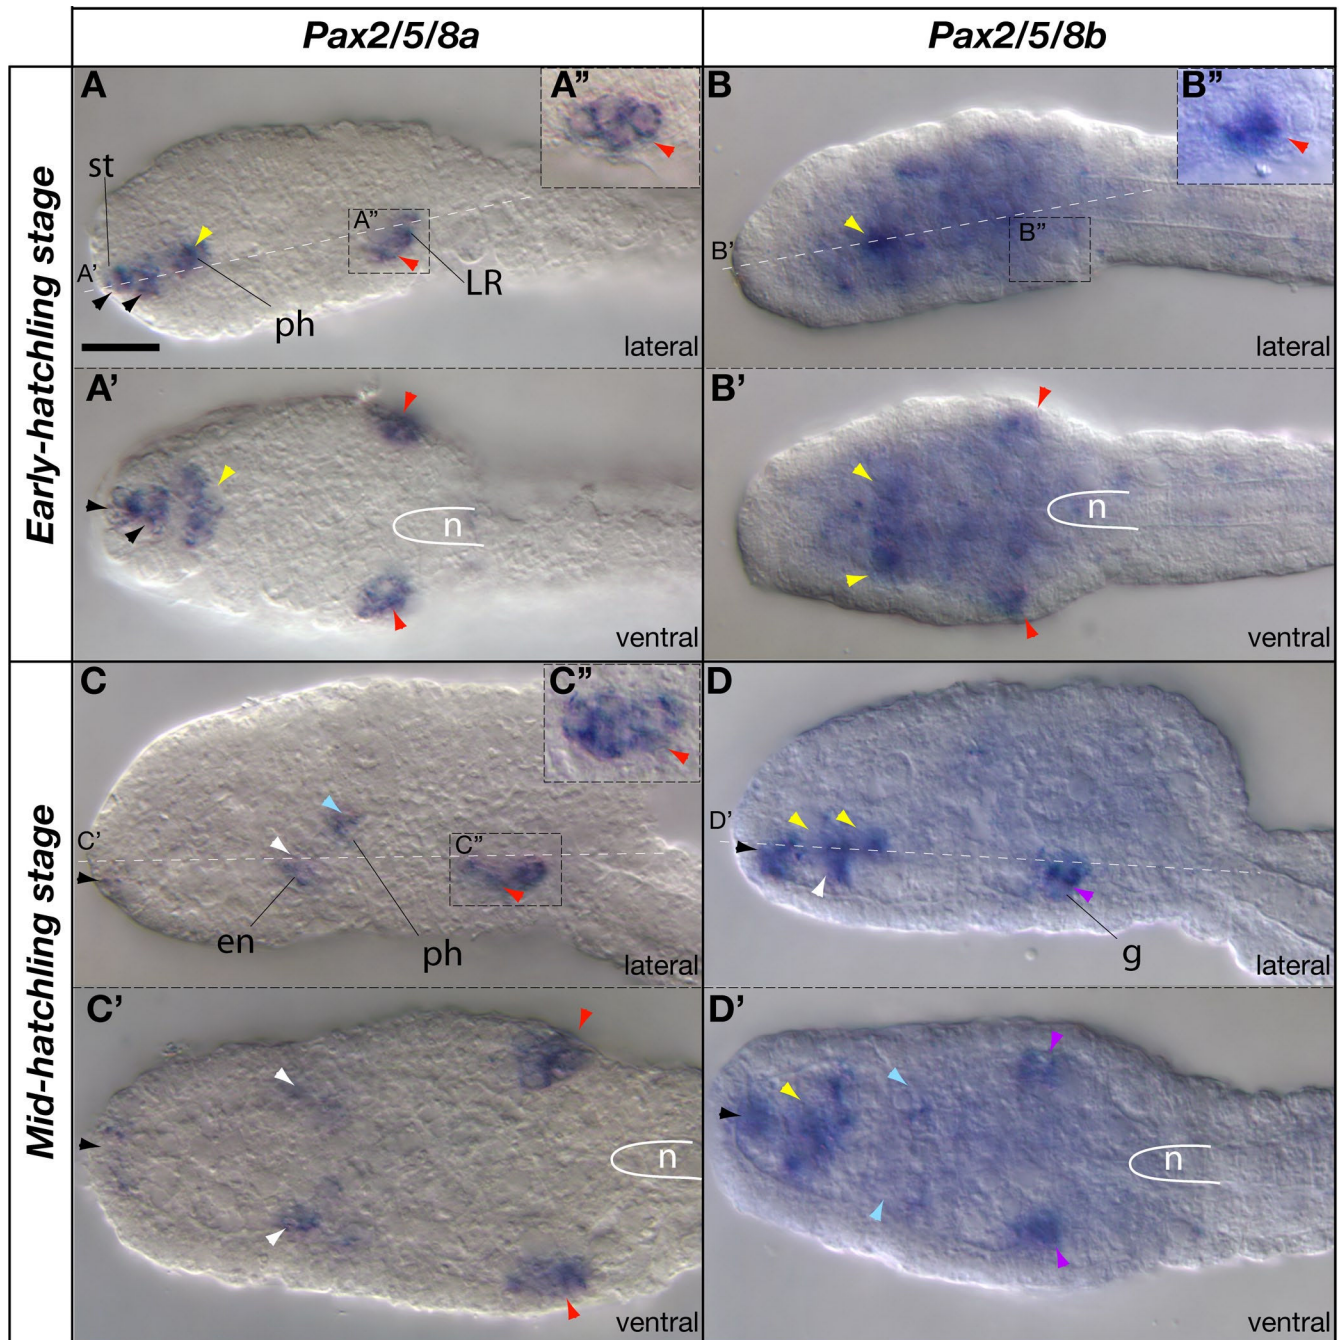 Pax2/5/8a
Pax2/5/8b
Early-hatchling stage
A
A”
st
A’
A”
LR
ph
lateral
B
B”
B’
B”
lateral
A’
n
ventral
B’
n
ventral
Mid-hatchling stage
C
C”
C’
C”
en
ph
lateral
D
D’
g
lateral
C’
n
ventral
D’
n
ventral